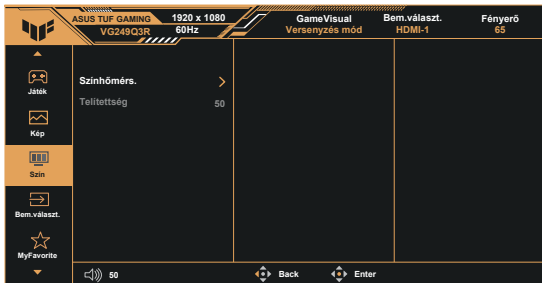 ASUS TUF GAMING 1920 x 1080 GameVisual Bem.választ. Fényerő
VG249Q3R 60Hz Versenyzés mód HDMI-1 65
Játék
Kép
Szín
Bem.választ.
MyFavorite
Színhőmérs.
Telítettség 50
50 Back Enter